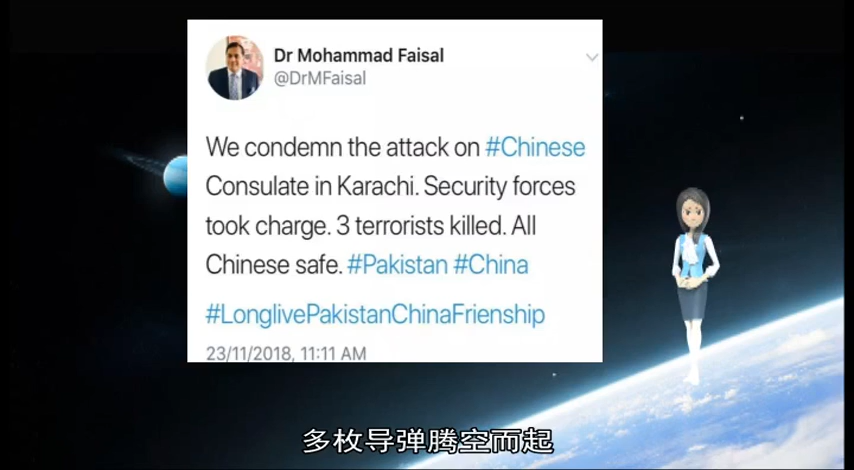 Dr Mohammad Faisal
@DrMFaisal
We condemn the attack on #Chinese
Consulate in Karachi. Security forces
took charge. 3 terrorists killed. All
Chinese safe. #Pakistan #China
#LonglivePakistanChinaFrienship
23/11/2018, 11:11 AM
多枚导弹腾空而起